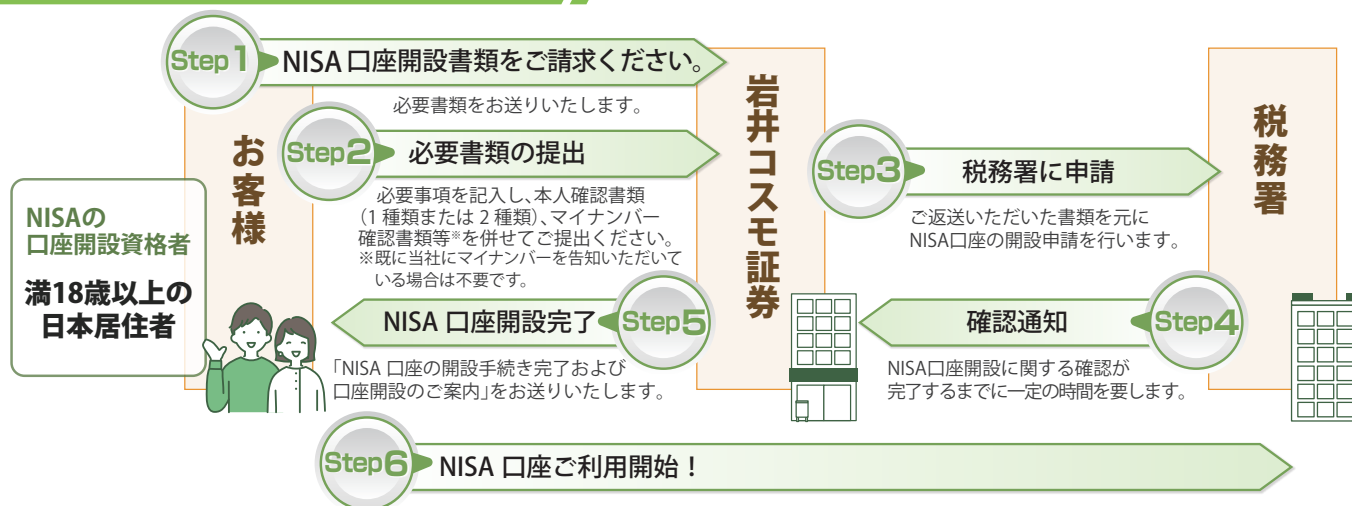 Step1
NISA 口座開設書類をご請求ください。
必要書類をお送りいたします。
お客様
岩井コスモ証券
税務署
NISAの
口座開設資格者
満18歳以上の
日本居住者
Step2
必要書類の提出
必要事項を記入し、本人確認書類
(1 種類または 2 種類)、マイナンバー
確認書類等※を併せてご提出ください。
※既に当社にマイナンバーを告知いただいて
いる場合は不要です。
Step3
税務署に申請
ご返送いただいた書類を元に
NISA口座の開設申請を行います。
確認通知
Step4
NISA口座開設に関する確認が
完了するまでに一定の時間を要します。
NISA 口座開設完了
Step5
「NISA 口座の開設手続き完了および
口座開設のご案内」をお送りいたします。
Step6
NISA 口座ご利用開始！